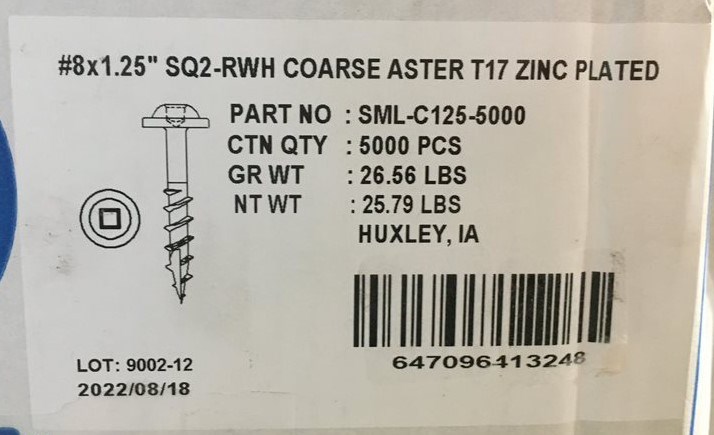 #8x1.25" SQ2-RWH COARSE ASTER T17 ZINC PLATED
PART NO : SML-C125-5000
CTN QTY : 5000 PCS
GR WT : 26.56 LBS
NT WT : 25.79 LBS
HUXLEY, IA
647096413248
LOT: 9002-12
2022/08/18